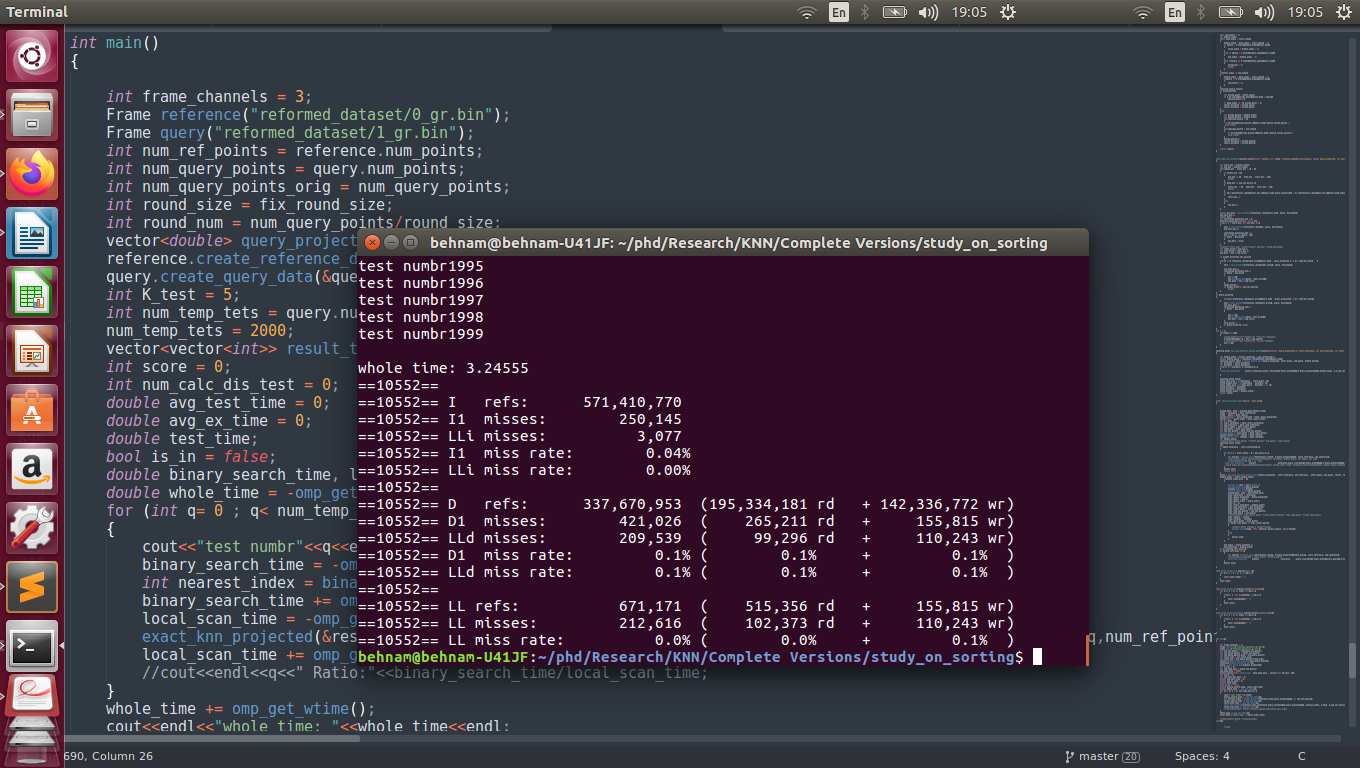 Terminal
En
19:05
En
19:05
int main()
{
int frame_channels = 3;
Frame reference("reformed_dataset/0_gr.bin");
Frame query("reformed_dataset/1_gr.bin");
int num_ref_points = reference.num_points;
int num_query_points = query.num_points;
int num_query_points_orig = num_query_points;
int round_size = fix_round_size;
int round_num = num_query_points/round_size;
vector<double> query_project
reference.create_reference_d
query.create_query_data(&que
int K_test = 5;
int num_temp_tets = query.nu
num_temp_tets = 2000;
vector<vector<int>> result_t
int score = 0;
int num_calc_dis_test = 0;
double avg_test_time = 0;
double avg_ex_time = 0;
double test_time;
bool is_in = false;
double binary_search_time, l
double whole_time = -omp_get
for (int q= 0 ; q< num_temp_
{
cout<<"test numbr"<<q<<e
binary_search_time = -om
int nearest_index = bina
binary_search_time += om
local_scan_time = -omp_g
exact_knn_projected(&res
q,num_ref_point
local_scan_time += omp_g
//cout<<endl<<q<<" Ratio:"<<binary_search_time/local_scan_time;
}
whole_time += omp_get_wtime();
cout<<endl<<"whole time: "<<whole_time<<endl;
behnam@behnam-U41JF: ~/phd/Research/KNN/Complete Versions/study_on_sorting
test numbr1995
test numbr1996
test numbr1997
test numbr1998
test numbr1999
whole time: 3.24555
==10552==
==10552== I   refs:      571,410,770
==10552== I1  misses:        250,145
==10552== LLi misses:          3,077
==10552== I1  miss rate:        0.04%
==10552== LLi miss rate:        0.00%
==10552==
==10552== D   refs:      337,670,953  (195,334,181 rd   + 142,336,772 wr)
==10552== D1  misses:        421,026  (    265,211 rd   +     155,815 wr)
==10552== LLd misses:        209,539  (     99,296 rd   +     110,243 wr)
==10552== D1  miss rate:         0.1% (        0.1%     +         0.1%  )
==10552== LLd miss rate:         0.1% (        0.1%     +         0.1%  )
==10552==
==10552== LL refs:           671,171  (    515,356 rd   +     155,815 wr)
==10552== LL misses:         212,616  (    102,373 rd   +     110,243 wr)
==10552== LL miss rate:          0.0% (        0.0%     +         0.1%  )
behnam@behnam-U41JF:~/phd/Research/KNN/Complete Versions/study_on_sorting$
690, Column 26
master
20
Spaces: 4
C